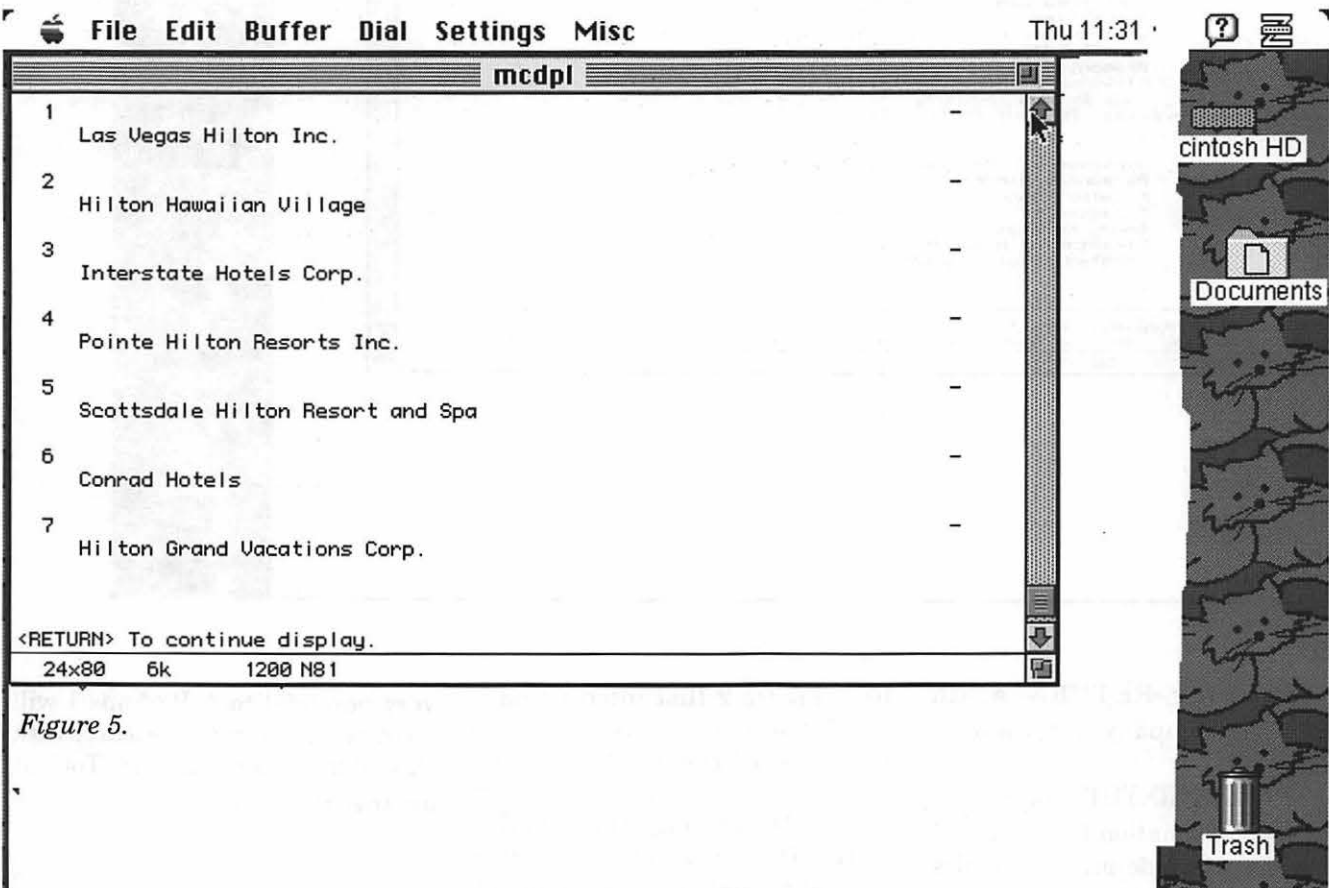 File Edit Buffer Dial Settings Misc Thu 11:31
mcdpl
1 –
Las Vegas Hilton Inc.
2 –
Hilton Hawaiian Village
3 –
Interstate Hotels Corp.
4 –
Pointe Hilton Resorts Inc.
5 –
Scottsdale Hilton Resort and Spa
6 –
Conrad Hotels
7 –
Hilton Grand Vacations Corp.
<RETURN> To continue display.
24x80 6k 1200 N81
cintosh HD
Documents
Trash
Figure 5.